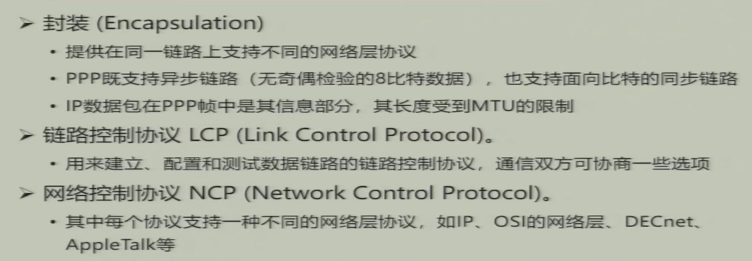 ➢ 封装 (Encapsulation)
• 提供在同一链路上支持不同的网络层协议
• PPP既支持异步链路（无奇偶检验的8比特数据），也支持面向比特的同步链路
• IP数据包在PPP帧中是其信息部分，其长度受到MTU的限制
➢ 链路控制协议 LCP (Link Control Protocol)。
• 用来建立、配置和测试数据链路的链路控制协议，通信双方可协商一些选项
➢ 网络控制协议 NCP (Network Control Protocol)。
• 其中每个协议支持一种不同的网络层协议，如IP、OSI的网络层、DECnet、
AppleTalk等